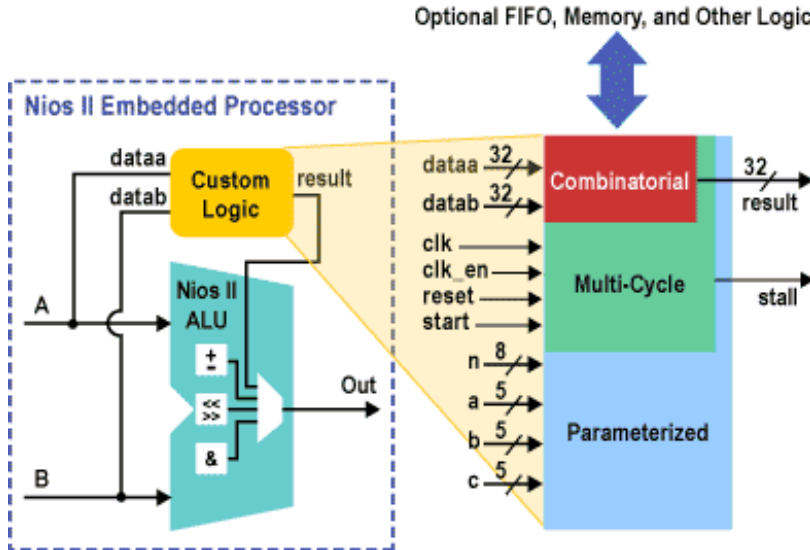 Optional FIFO, Memory, and Other Logic
Nios II Embedded Processor
dataa
datab
Custom
Logic
result
A
Nios II
ALU
+
-
<<
>>
&
Out
B
dataa
32
datab
32
clk
clk_en
reset
start
n
8
a
5
b
5
c
5
Combinatorial
Multi-Cycle
Parameterized
32
result
stall